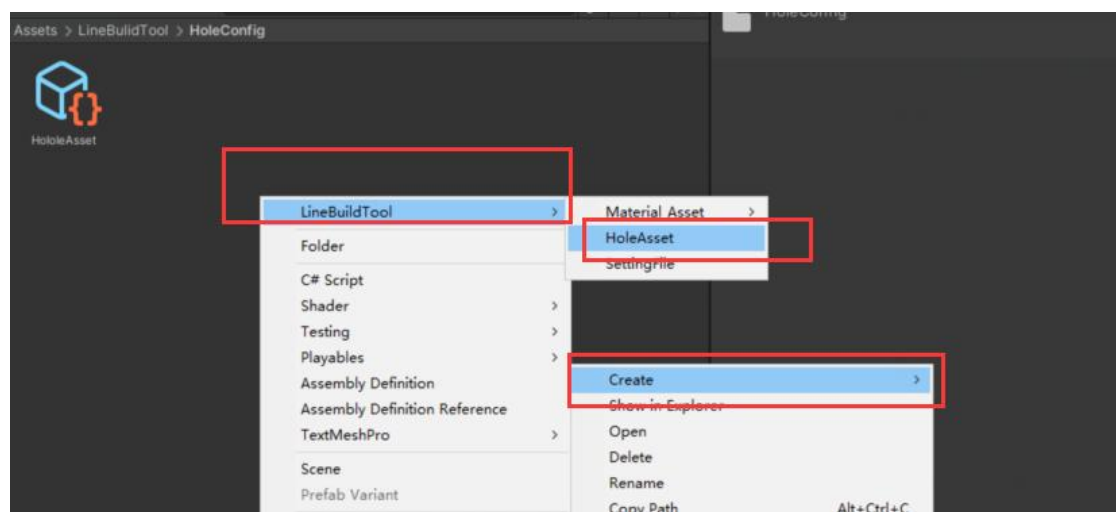 Assets > LineBulidTool > HoleConfig
HoleConfig
HololeAsset
LineBuildTool >
Folder
C# Script
Shader >
Testing >
Playables >
Assembly Definition
Assembly Definition Reference
TextMeshPro >
Scene
Prefab Variant
Material Asset >
HoleAsset
SettingFile
Create >
Show in Explorer
Open
Delete
Rename
Copy Path Alt+Ctrl+C